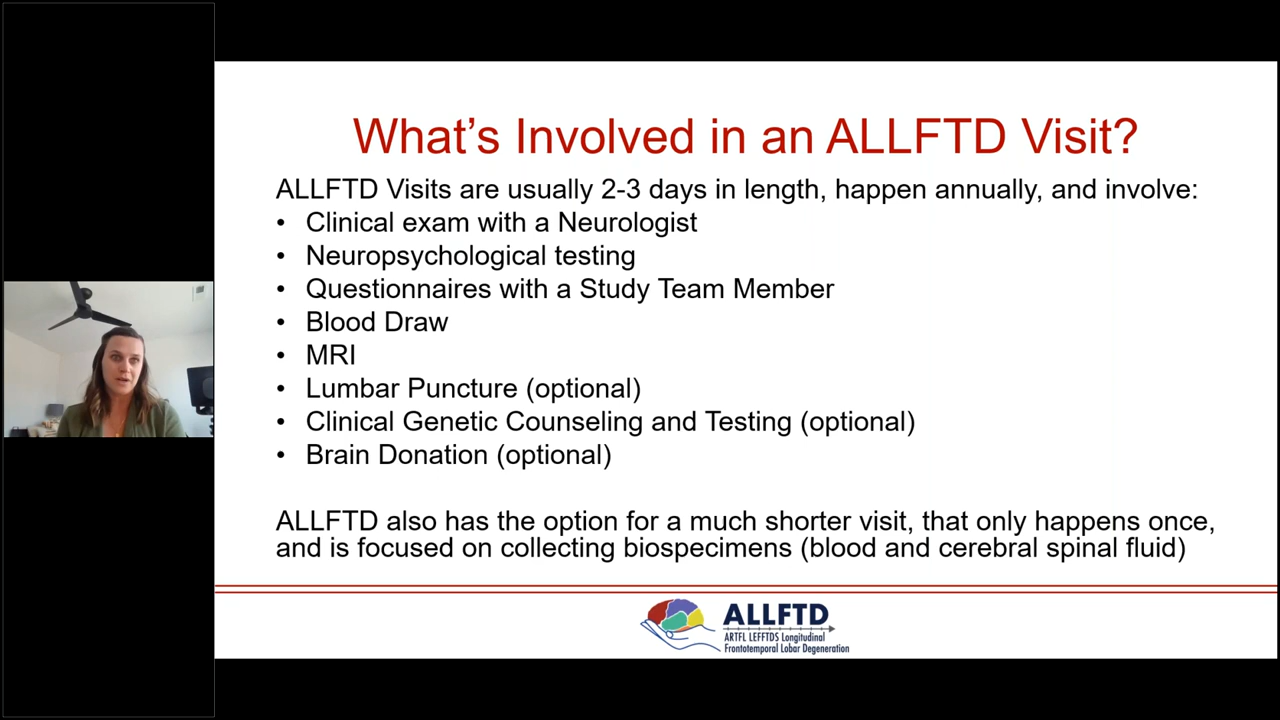 What's Involved in an ALLFTD Visit?
ALLFTD Visits are usually 2-3 days in length, happen annually, and involve:
• Clinical exam with a Neurologist
• Neuropsychological testing
• Questionnaires with a Study Team Member
• Blood Draw
• MRI
• Lumbar Puncture (optional)
• Clinical Genetic Counseling and Testing (optional)
• Brain Donation (optional)
ALLFTD also has the option for a much shorter visit, that only happens once,
and is focused on collecting biospecimens (blood and cerebral spinal fluid)
ALLFTD
ARTFL LEFFTDS Longitudinal
Frontotemporal Lobar Degeneration